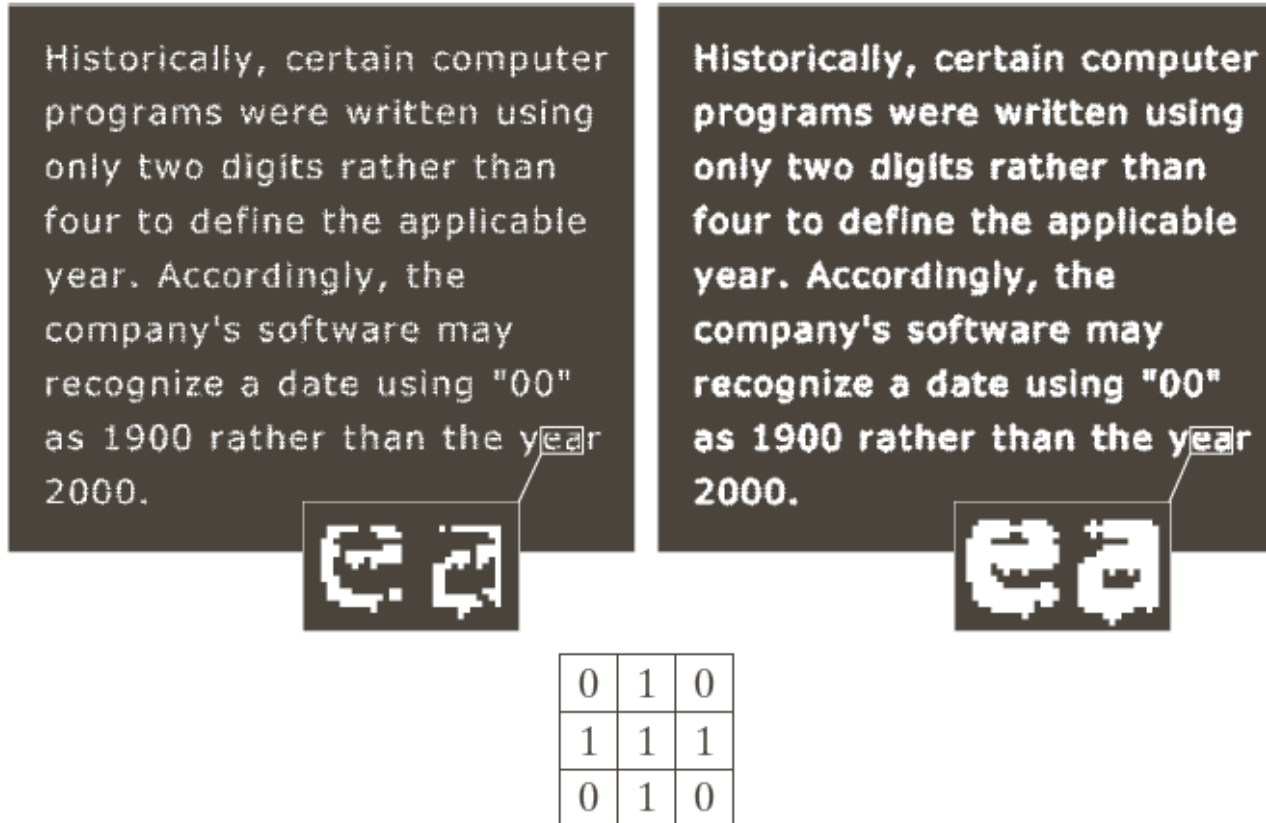 Historically, certain computer
programs were written using
only two digits rather than
four to define the applicable
year. Accordingly, the
company's software may
recognize a date using "00"
as 1900 rather than the year
2000.
ea
Historically, certain computer
programs were written using
only two digits rather than
four to define the applicable
year. Accordingly, the
company's software may
recognize a date using "00"
as 1900 rather than the year
2000.
ea
0 1 0
1 1 1
0 1 0